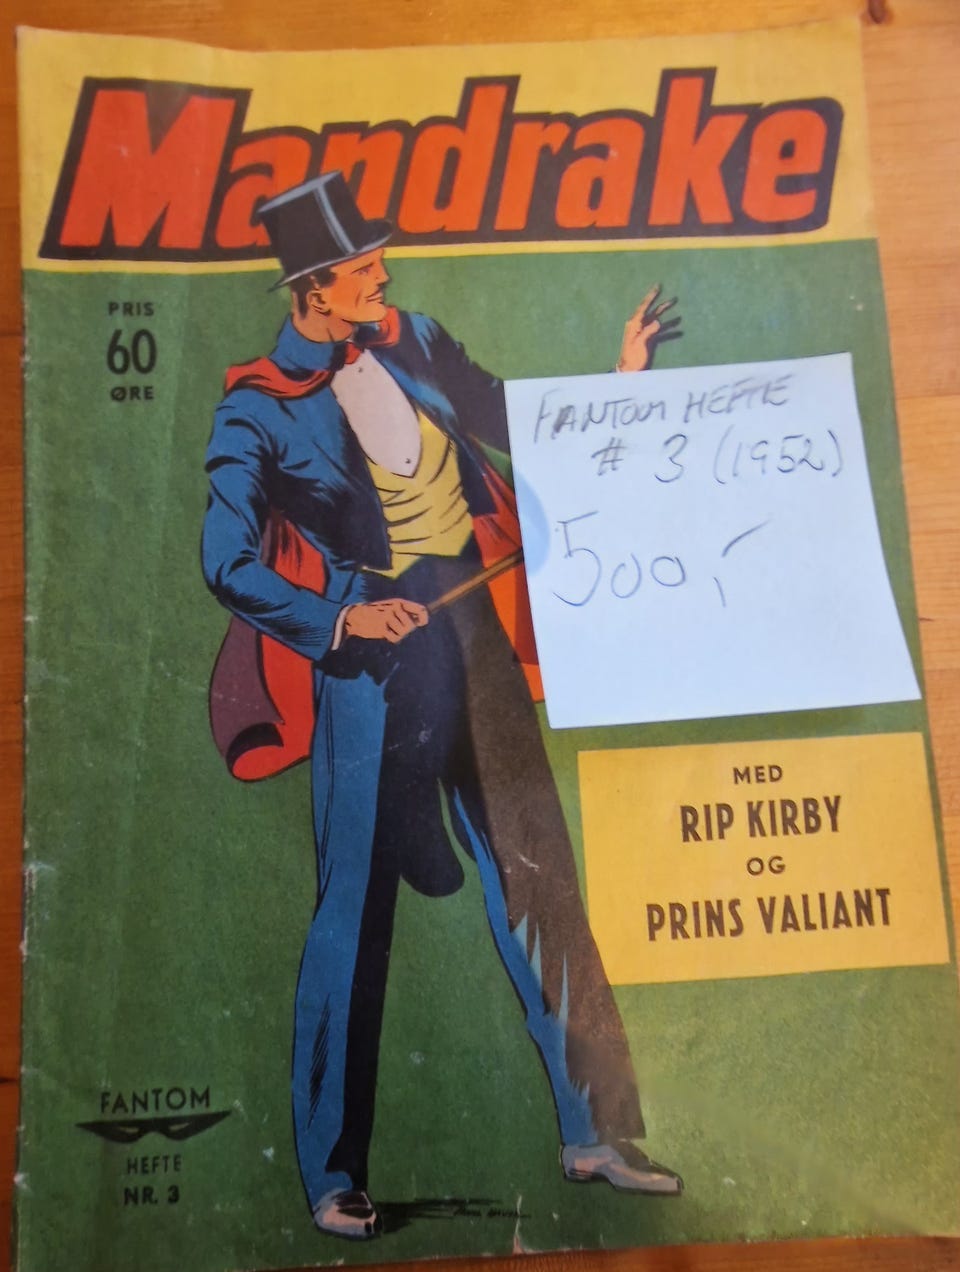 Mandrake
PRIS
60
ØRE
FANTOM HEFTE
# 3 (1952)
500,-
MED
RIP KIRBY
OG
PRINS VALIANT
FANTOM
HEFTE
NR. 3